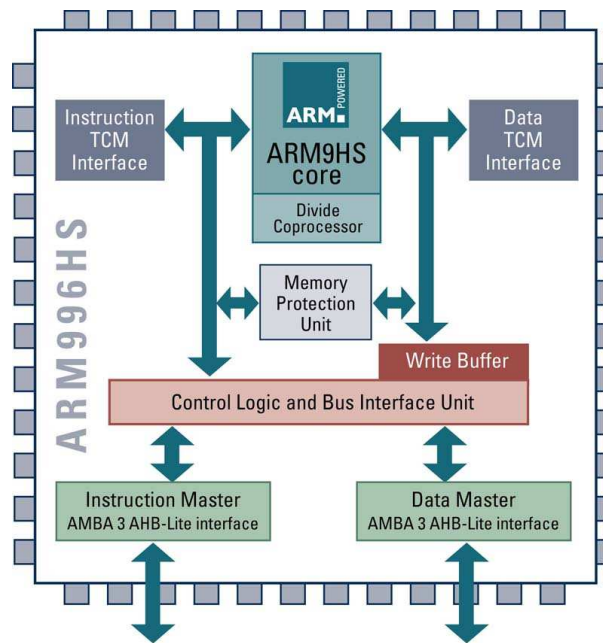 ARM996HS
ARM POWERED
ARM9HS
core
Divide
Coprocessor
Instruction
TCM
Interface
Data
TCM
Interface
Memory
Protection
Unit
Write Buffer
Control Logic and Bus Interface Unit
Instruction Master
AMBA 3 AHB-Lite interface
Data Master
AMBA 3 AHB-Lite interface